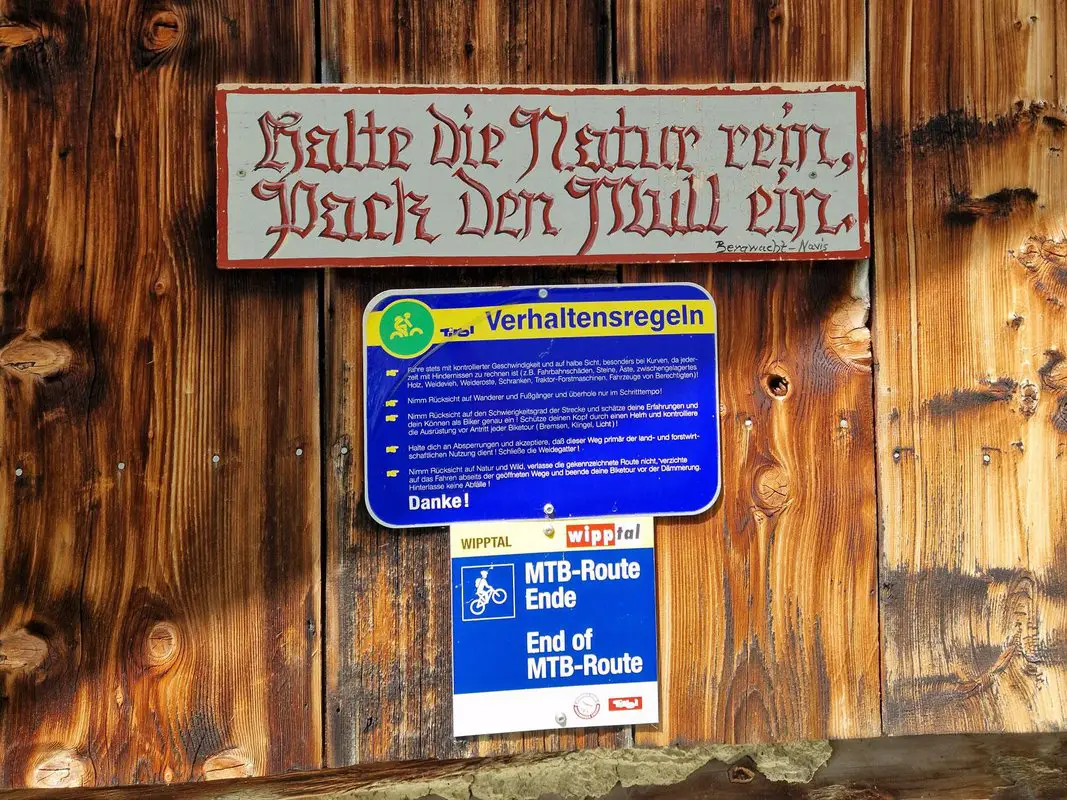 Halte die Natur rein,
Pack den Müll ein.
Bergwacht - Navis
Tirol Verhaltensregeln
Fahre stets mit kontrollierter Geschwindigkeit und auf halbe Sicht, besonders bei Kurven, da jeder-
zeit mit Hindernissen zu rechnen ist (z.B. Fahrbahnschäden, Steine, Äste, zwischengelagertes
Holz, Weidevieh, Weideroste, Schranken, Traktor-Forstmaschinen, Fahrzeuge von Berechtigten)!
Nimm Rücksicht auf Wanderer und Fußgänger und überhole nur im Schrittempo!
Nimm Rücksicht auf den Schwierigkeitsgrad der Strecke und schätze deine Erfahrungen und
dein Können als Biker genau ein! Schütze deinen Kopf durch einen Helm und kontrolliere
die Ausrüstung vor Antritt jeder Biketour (Bremsen, Klingel, Licht)!
Halte dich an Absperrungen und akzeptiere, daß dieser Weg primär der land- und forstwirt-
schaftlichen Nutzung dient! Schließe die Weidegatter!
Nimm Rücksicht auf Natur und Wild, verlasse die gekennzeichnete Route nicht, verzichte
auf das Fahren abseits der geöffneten Wege und beende deine Biketour vor der Dämmerung.
Hinterlasse keine Abfälle!
Danke!
WIPPTAL wipptal
MTB-Route
Ende
End of
MTB-Route
Tirol